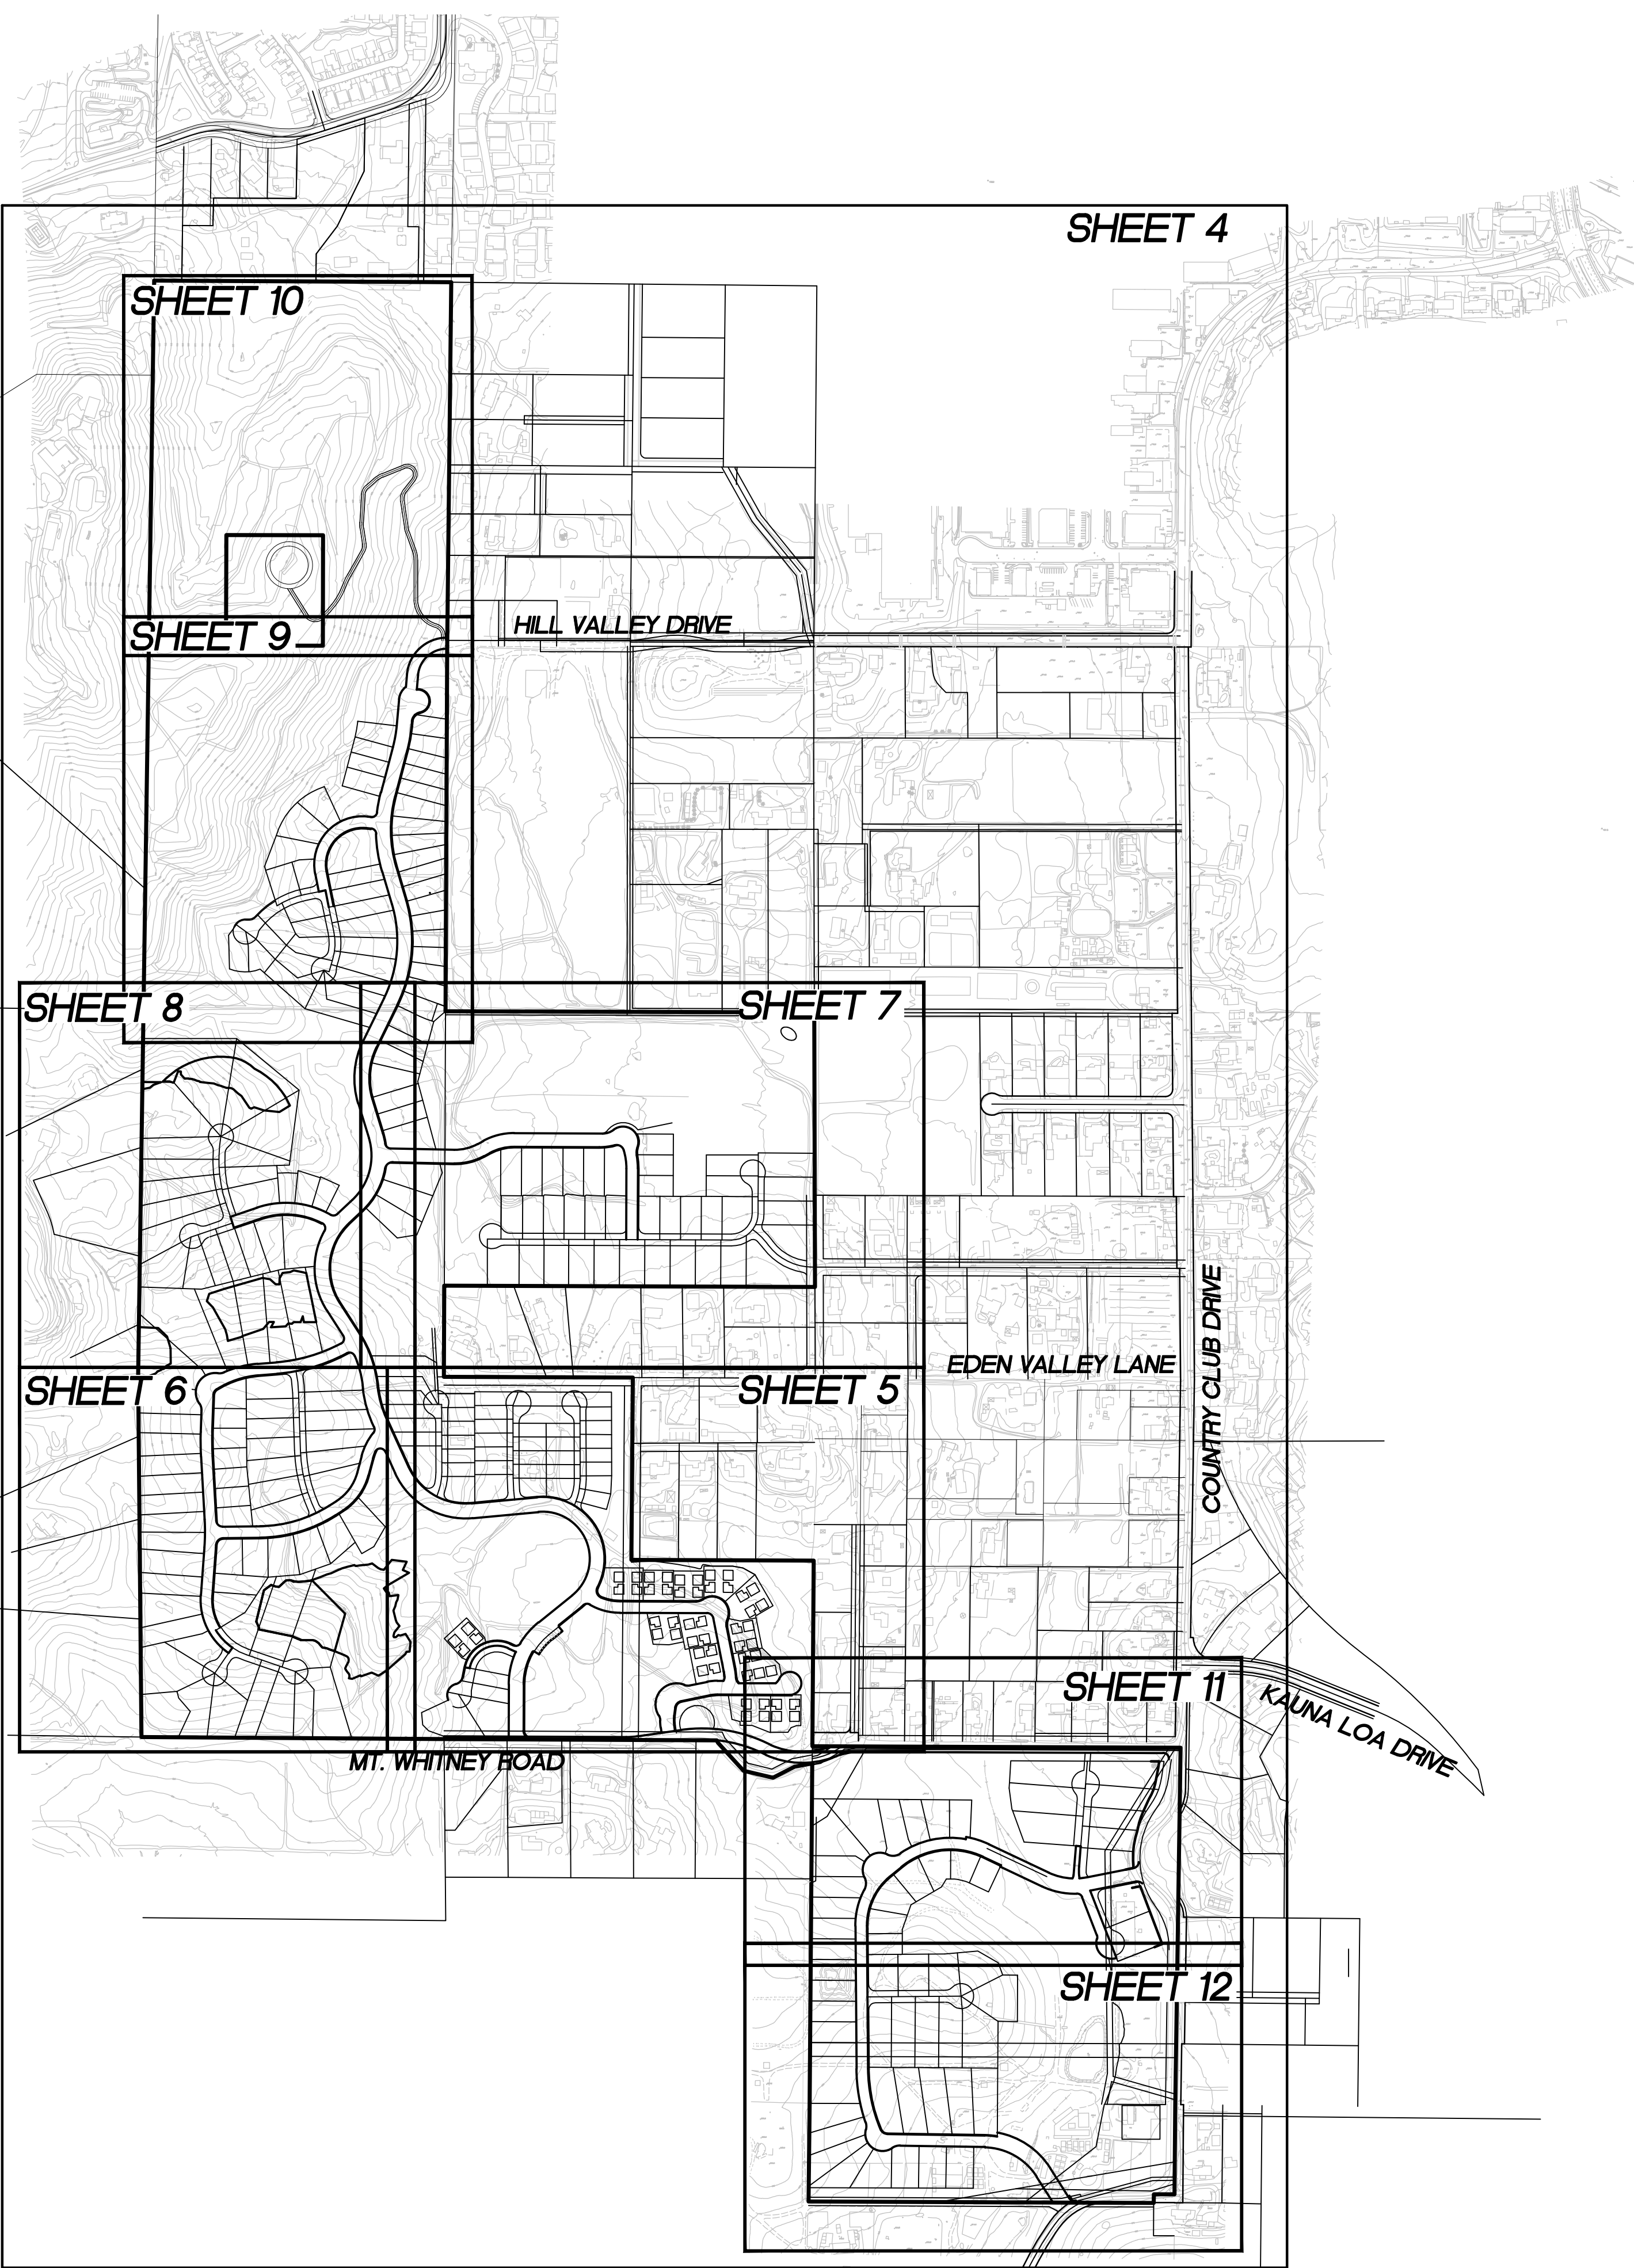 SHEET 4
SHEET 10
HILL VALLEY DRIVE
SHEET 9
SHEET 8
SHEET 7
COUNTRY CLUB DRIVE
EDEN VALLEY LANE
SHEET 6
SHEET 5
SHEET 11
KAUNA LOA DRIVE
MT. WHITNEY ROAD
SHEET 12